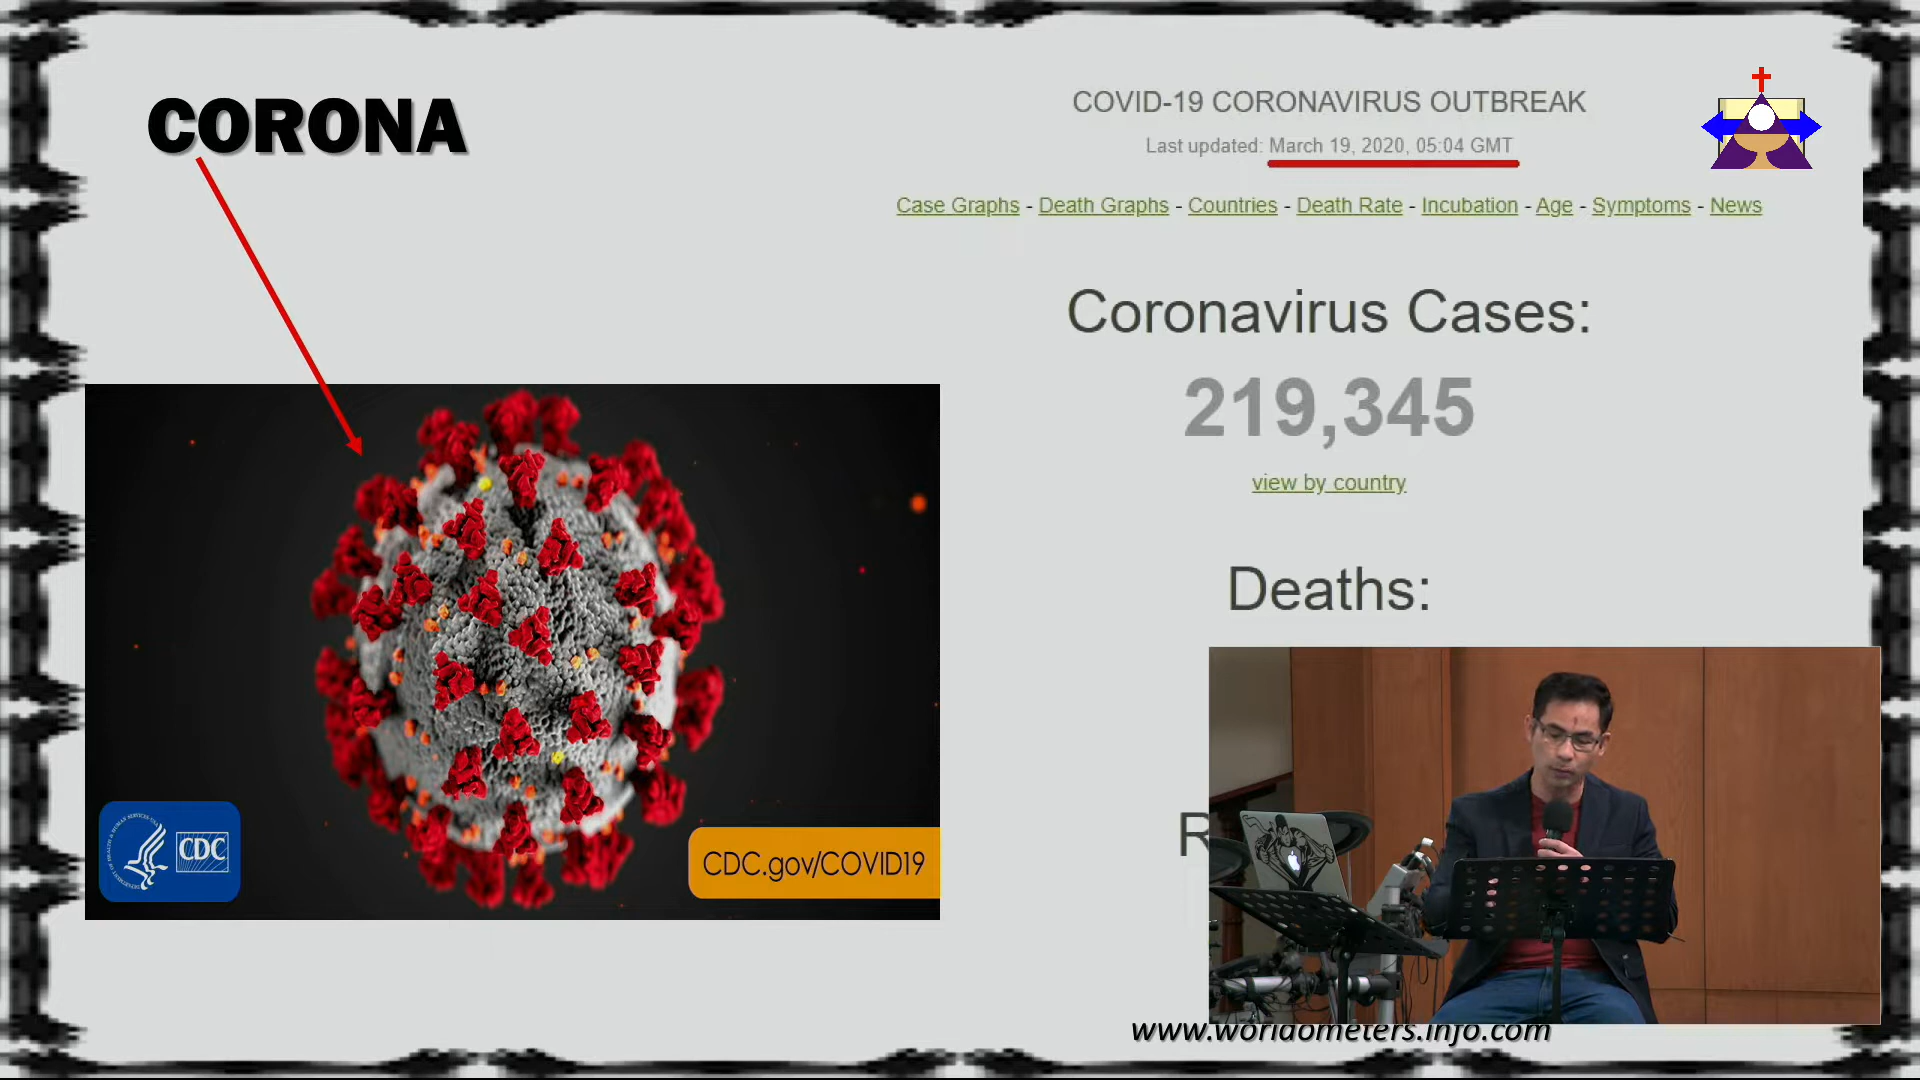 CORONA
COVID-19 CORONAVIRUS OUTBREAK
Last updated: March 19, 2020, 05:04 GMT
Case Graphs - Death Graphs - Countries - Death Rate - Incubation - Age - Symptoms - News
Coronavirus Cases:
219,345
view by country
Deaths:
R
CDC
CDC.gov/COVID19
www.worldometers.info.com